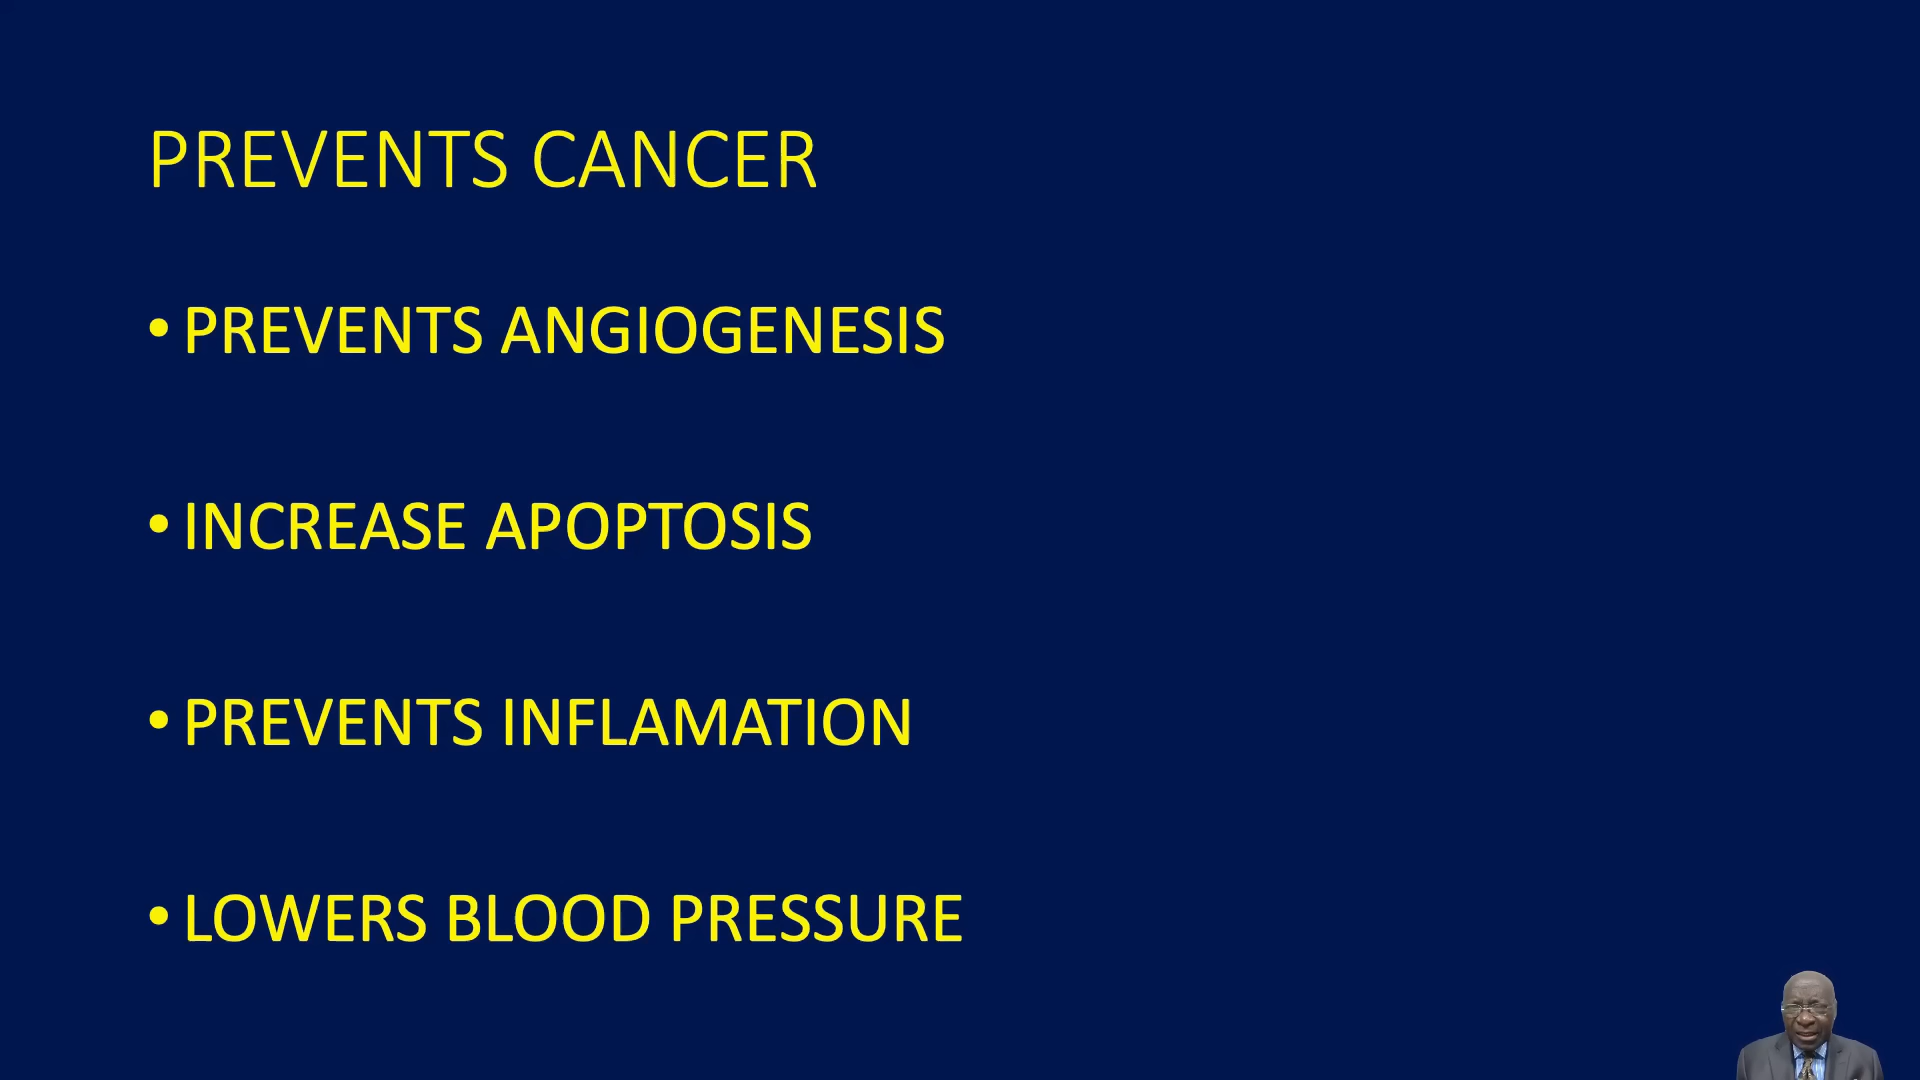 PREVENTS CANCER
• PREVENTS ANGIOGENESIS
• INCREASE APOPTOSIS
• PREVENTS INFLAMATION
• LOWERS BLOOD PRESSURE